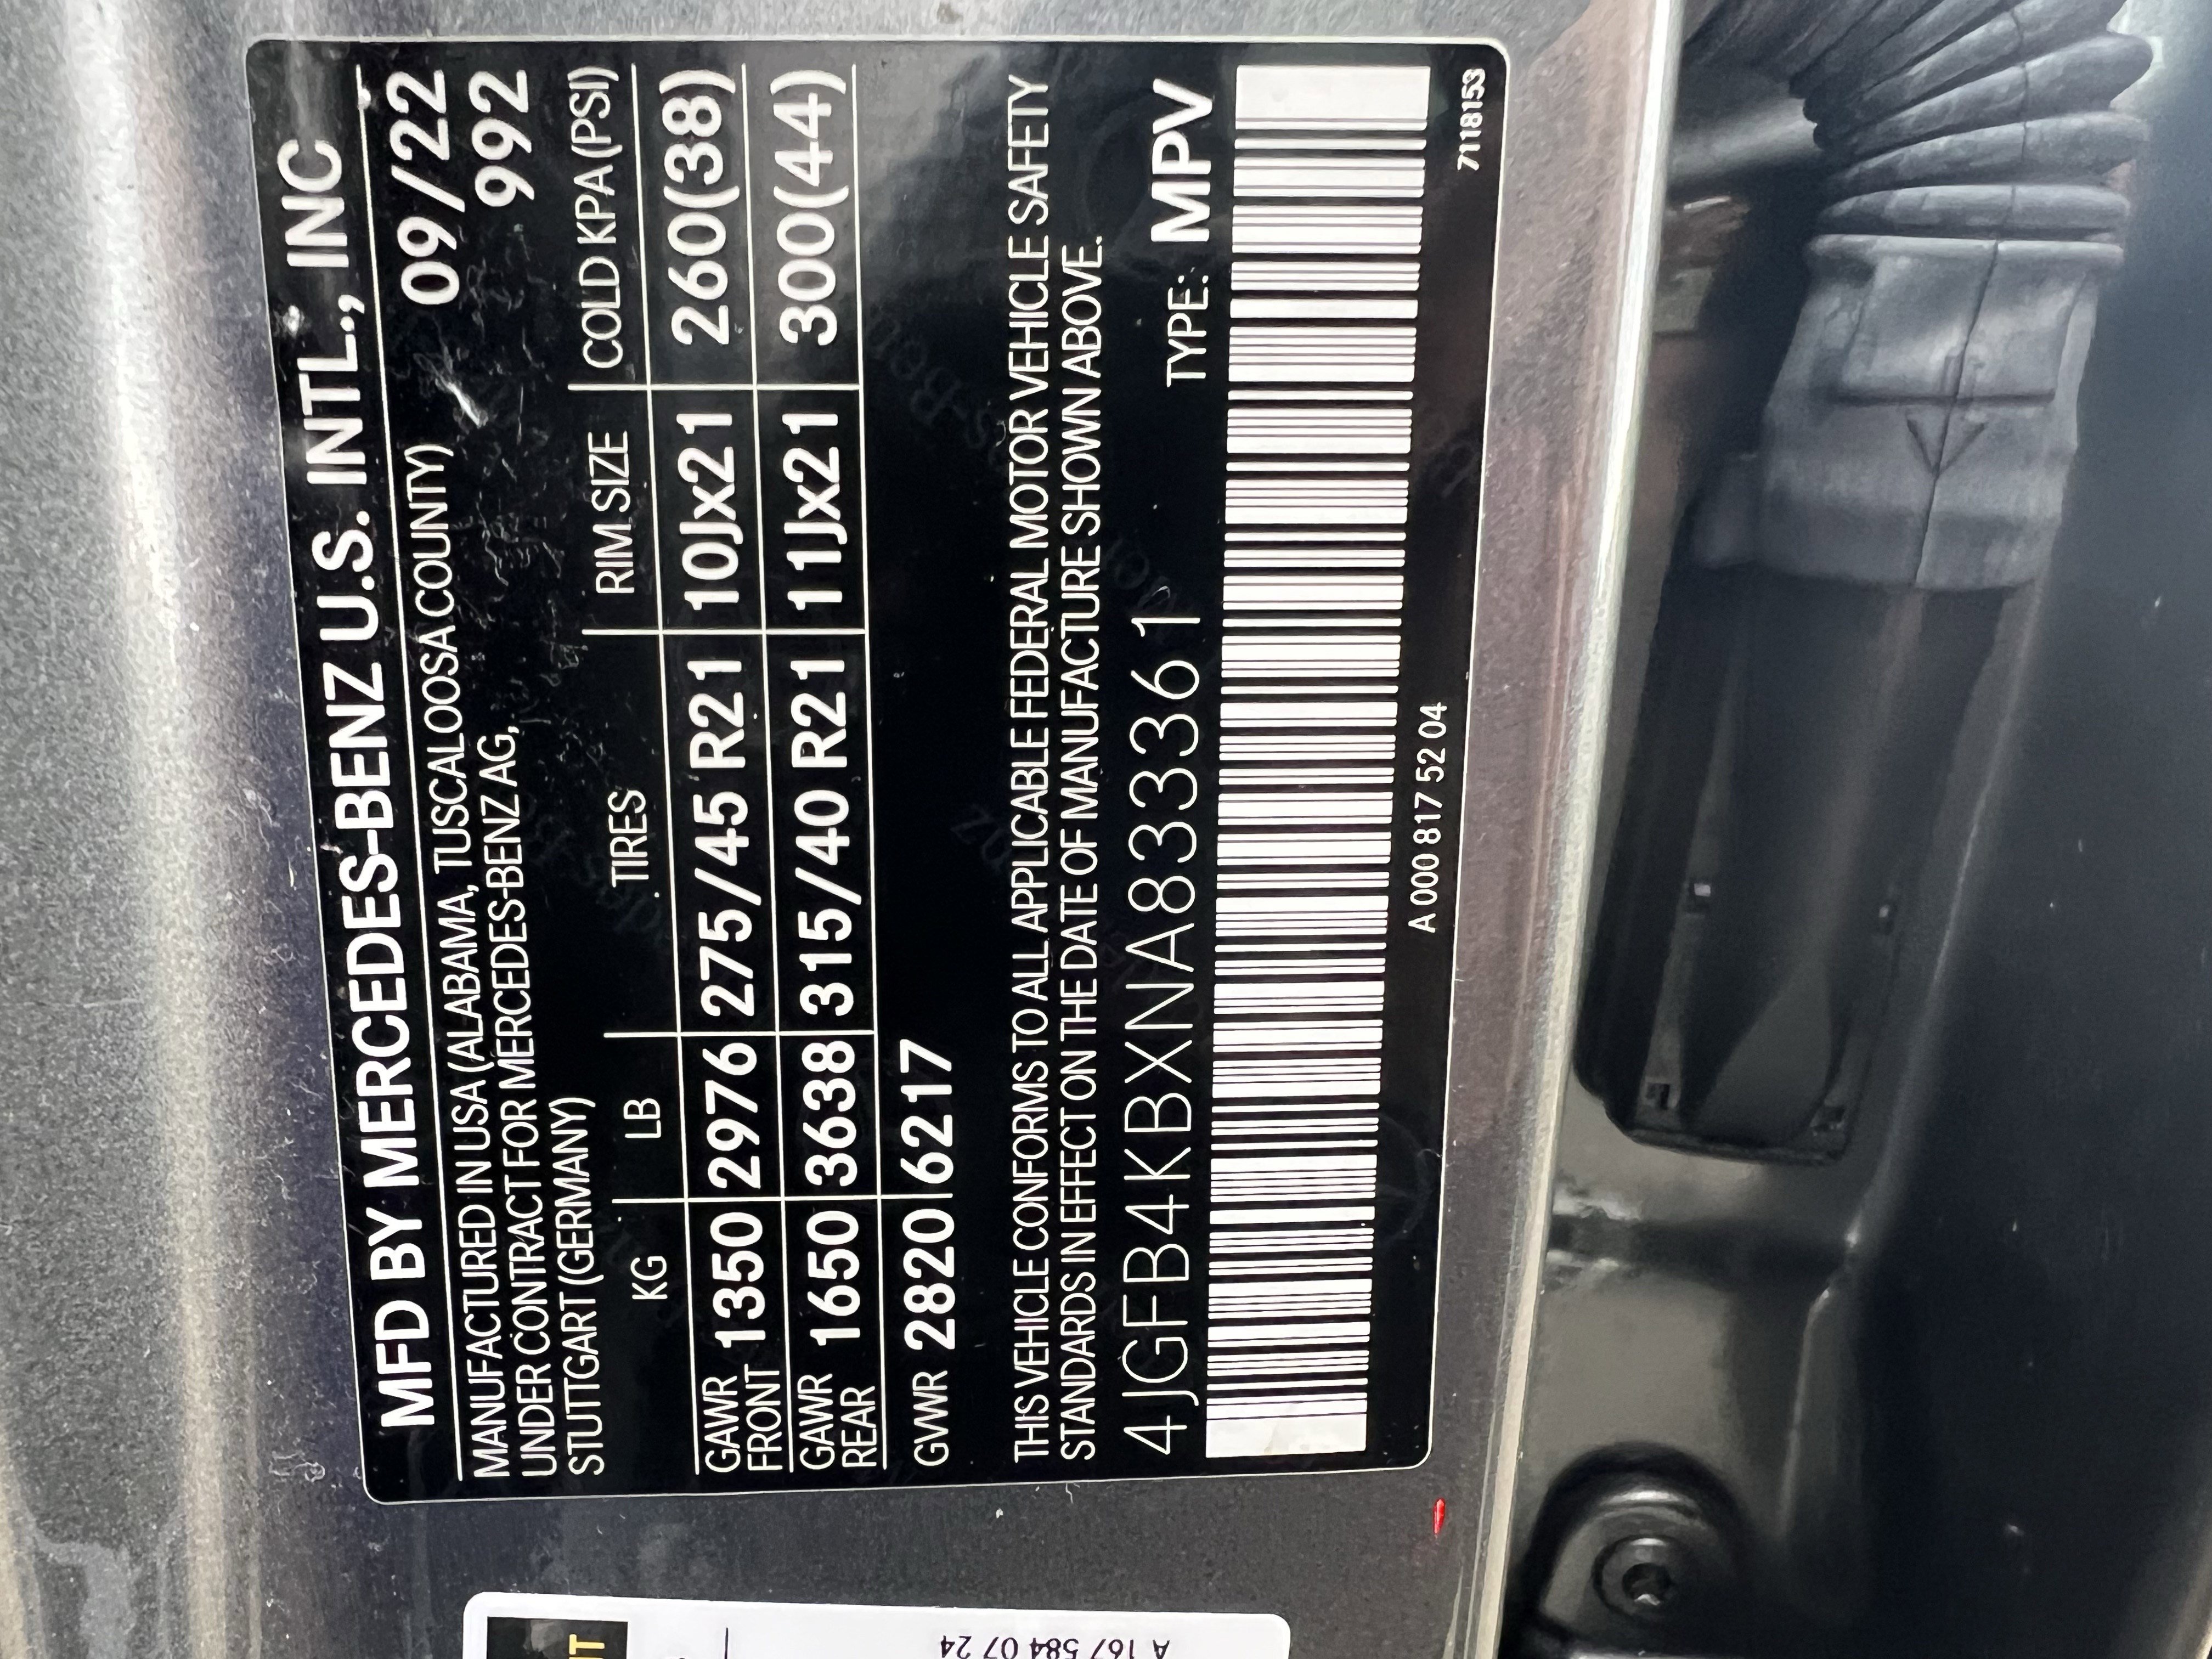 MFD BY MERCEDES-BENZ U.S. INTL., INC
MANUFACTURED IN USA (ALABAMA, TUSCALOOSA COUNTY) 09/22
UNDER CONTRACT FOR MERCEDES-BENZ AG, 992
STUTTGART (GERMANY)
KG LB TIRES RIM SIZE COLD KPA (PSI)
GAWR FRONT 1350 2976 275/45 R21 10Jx21 260(38)
GAWR REAR 1650 3638 315/40 R21 11Jx21 300(44)
GVWR 2820 6217
THIS VEHICLE CONFORMS TO ALL APPLICABLE FEDERAL MOTOR VEHICLE SAFETY
STANDARDS IN EFFECT ON THE DATE OF MANUFACTURE SHOWN ABOVE.
4JGFB4KBXNA833361 TYPE: MPV
A 000 817 52 04
7118153
A 167 584 07 24